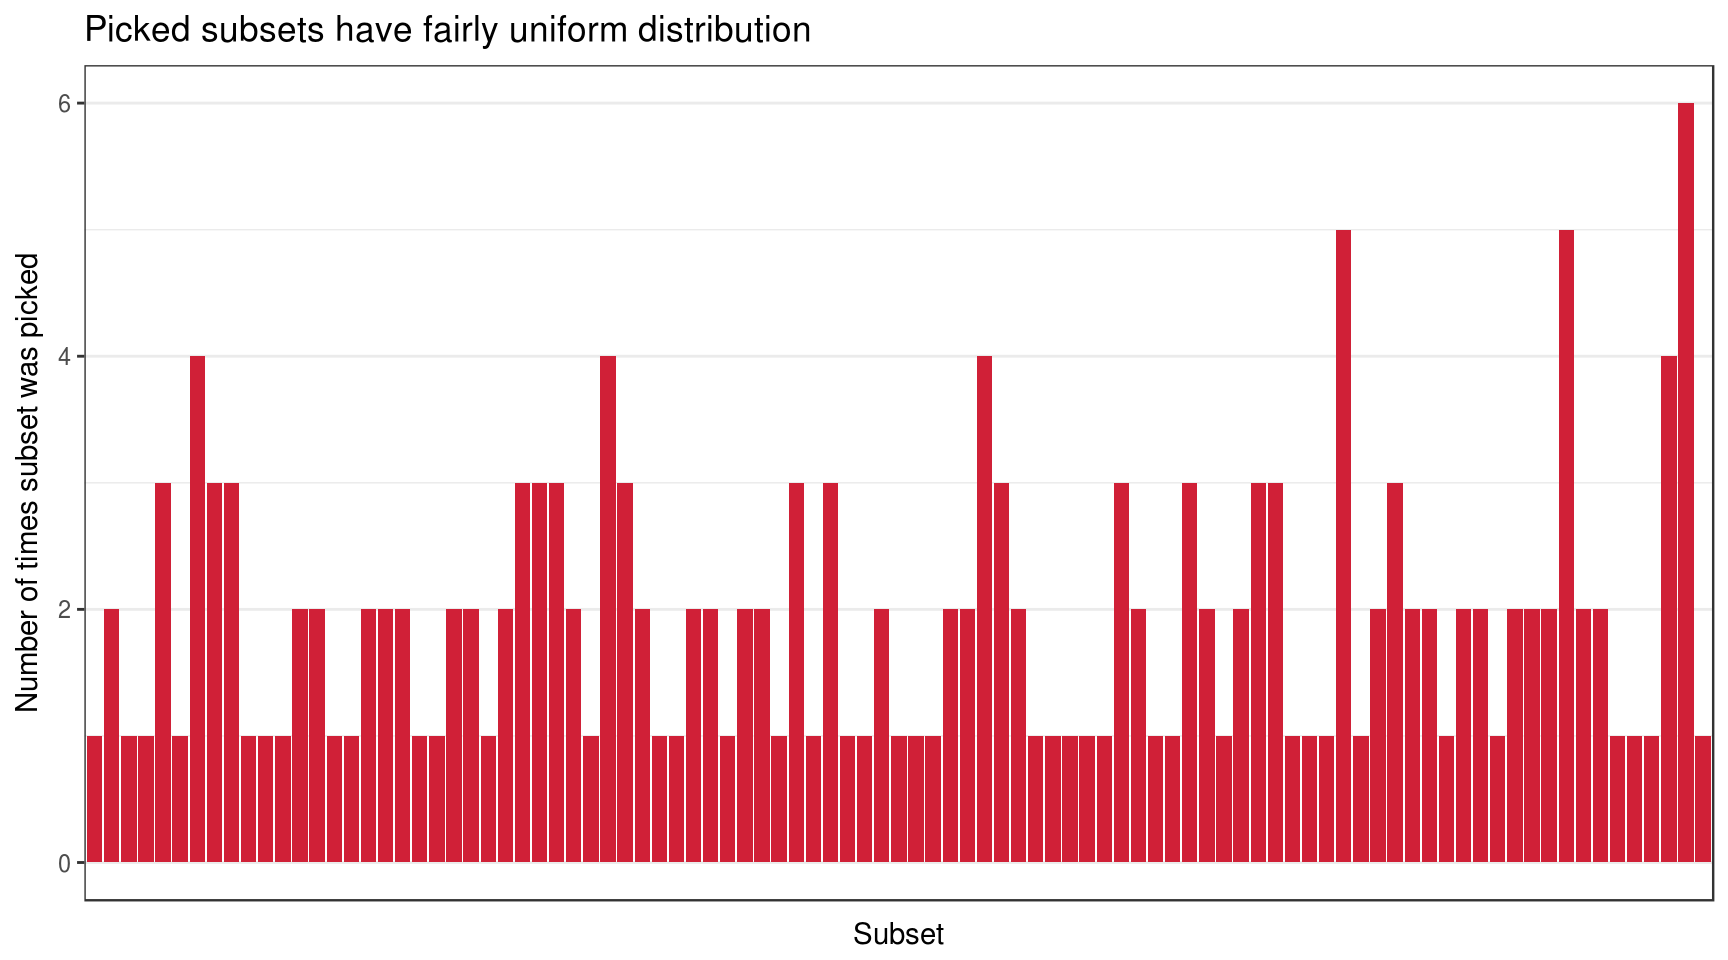 Picked subsets have fairly uniform distribution
Number of times subset was picked
6
4
2
0
Subset